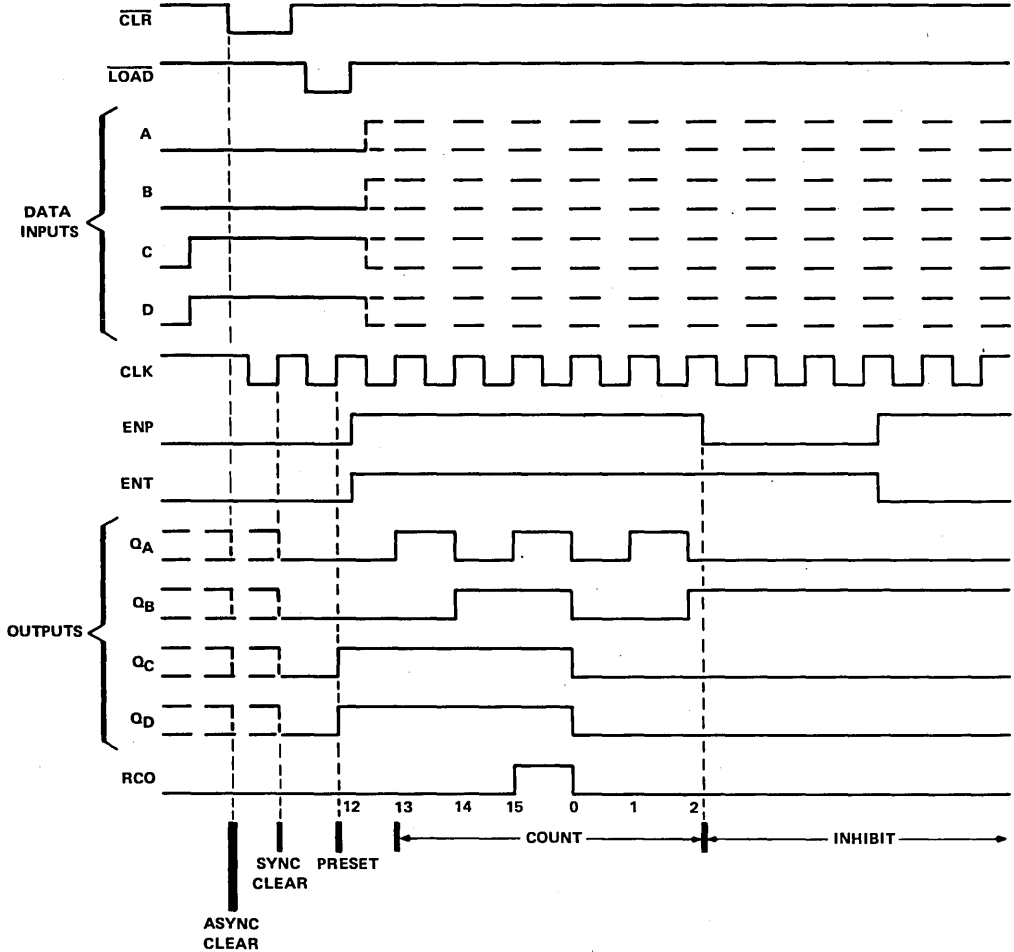 CLR
LOAD
A
B
DATA
INPUTS
C
D
CLK
ENP
ENT
QA
QB
OUTPUTS
QC
QD
RCO
12 13 14 15 0 1 2
COUNT INHIBIT
SYNC
CLEAR
PRESET
ASYNC
CLEAR